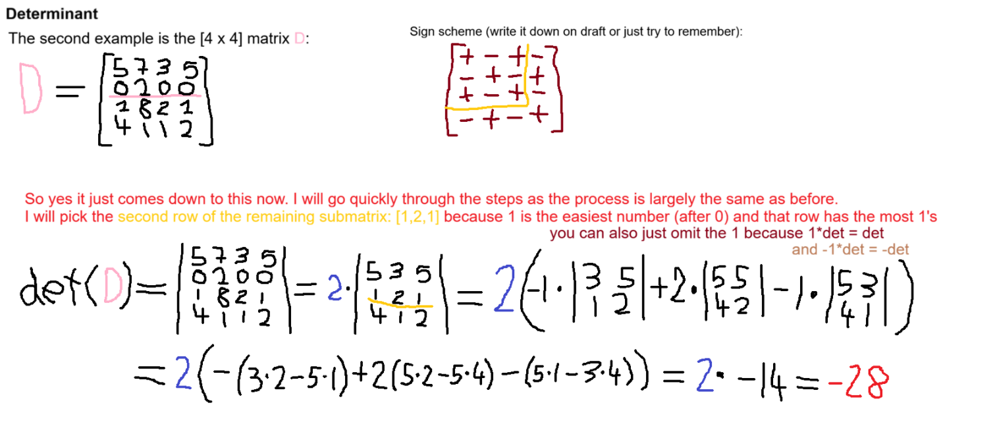 Determinant
The second example is the [4 x 4] matrix D:
Sign scheme (write it down on draft or just try to remember):
D = [5 7 3 5
0 2 0 0
1 8 2 1
4 1 1 2]
[+ - + -
- + - +
+ - + -
- + - +]
So yes it just comes down to this now. I will go quickly through the steps as the process is largely the same as before.
I will pick the second row of the remaining submatrix: [1,2,1] because 1 is the easiest number (after 0) and that row has the most 1's
you can also just omit the 1 because 1*det = det
and -1*det = -det
det(D) = |5 7 3 5; 0 2 0 0; 1 8 2 1; 4 1 1 2| = 2·|5 3 5; 1 2 1; 4 1 2| = 2(-1·|3 5; 1 2| +2·|5 5; 4 2| -1·|5 3; 4 1|)
= 2(-(3·2-5·1)+2(5·2-5·4)-(5·1-3·4)) = 2· -14 = -28